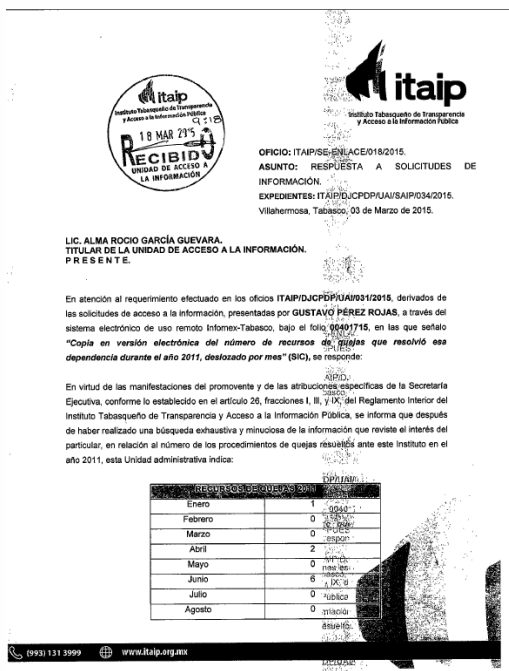 itaip
Instituto Tabasqueño de Transparencia
y Acceso a la Información Pública
itaip
Instituto Tabasqueño de Transparencia
y Acceso a la Información Pública
9:18
18 MAR 2015
RECIBIDO
UNIDAD DE ACCESO A
LA INFORMACIÓN
OFICIO: ITAIP/SE-ENLACE/018/2015.
ASUNTO: RESPUESTA A SOLICITUDES DE
INFORMACIÓN.
EXPEDIENTES: ITAIP/DJCPDP/UAI/SAIP/034/2015.
Villahermosa, Tabasco, 03 de Marzo de 2015.
LIC. ALMA ROCIO GARCÍA GUEVARA.
TITULAR DE LA UNIDAD DE ACCESO A LA INFORMACIÓN.
P R E S E N T E.
En atención al requerimiento efectuado en los oficios ITAIP/DJCPDP/UAI/031/2015, derivados de
las solicitudes de acceso a la información, presentadas por GUSTAVO PÉREZ ROJAS, a través del
sistema electrónico de uso remoto Infomex-Tabasco, bajo el folio 00401715, en las que señalo
"Copia en versión electrónica del número de recursos de quejas que resolvió esa
dependencia durante el año 2011, deslozado por mes" (SIC), se responde:
En virtud de las manifestaciones del promovente y de las atribuciones específicas de la Secretaría
Ejecutiva, conforme lo establecido en el artículo 26, fracciones I, III, y IX, del Reglamento Interior del
Instituto Tabasqueño de Transparencia y Acceso a la Información Pública, se informa que después
de haber realizado una búsqueda exhaustiva y minuciosa de la información que reviste el interés del
particular, en relación al número de los procedimientos de quejas resueltos ante este Instituto en el
año 2011, esta Unidad administrativa indica:
RECURSOS DE QUEJAS 2011
Enero 1
Febrero 0
Marzo 0
Abril 2
Mayo 0
Junio 6
Julio 0
Agosto 0
(993) 131 3999 www.itaip.org.mx